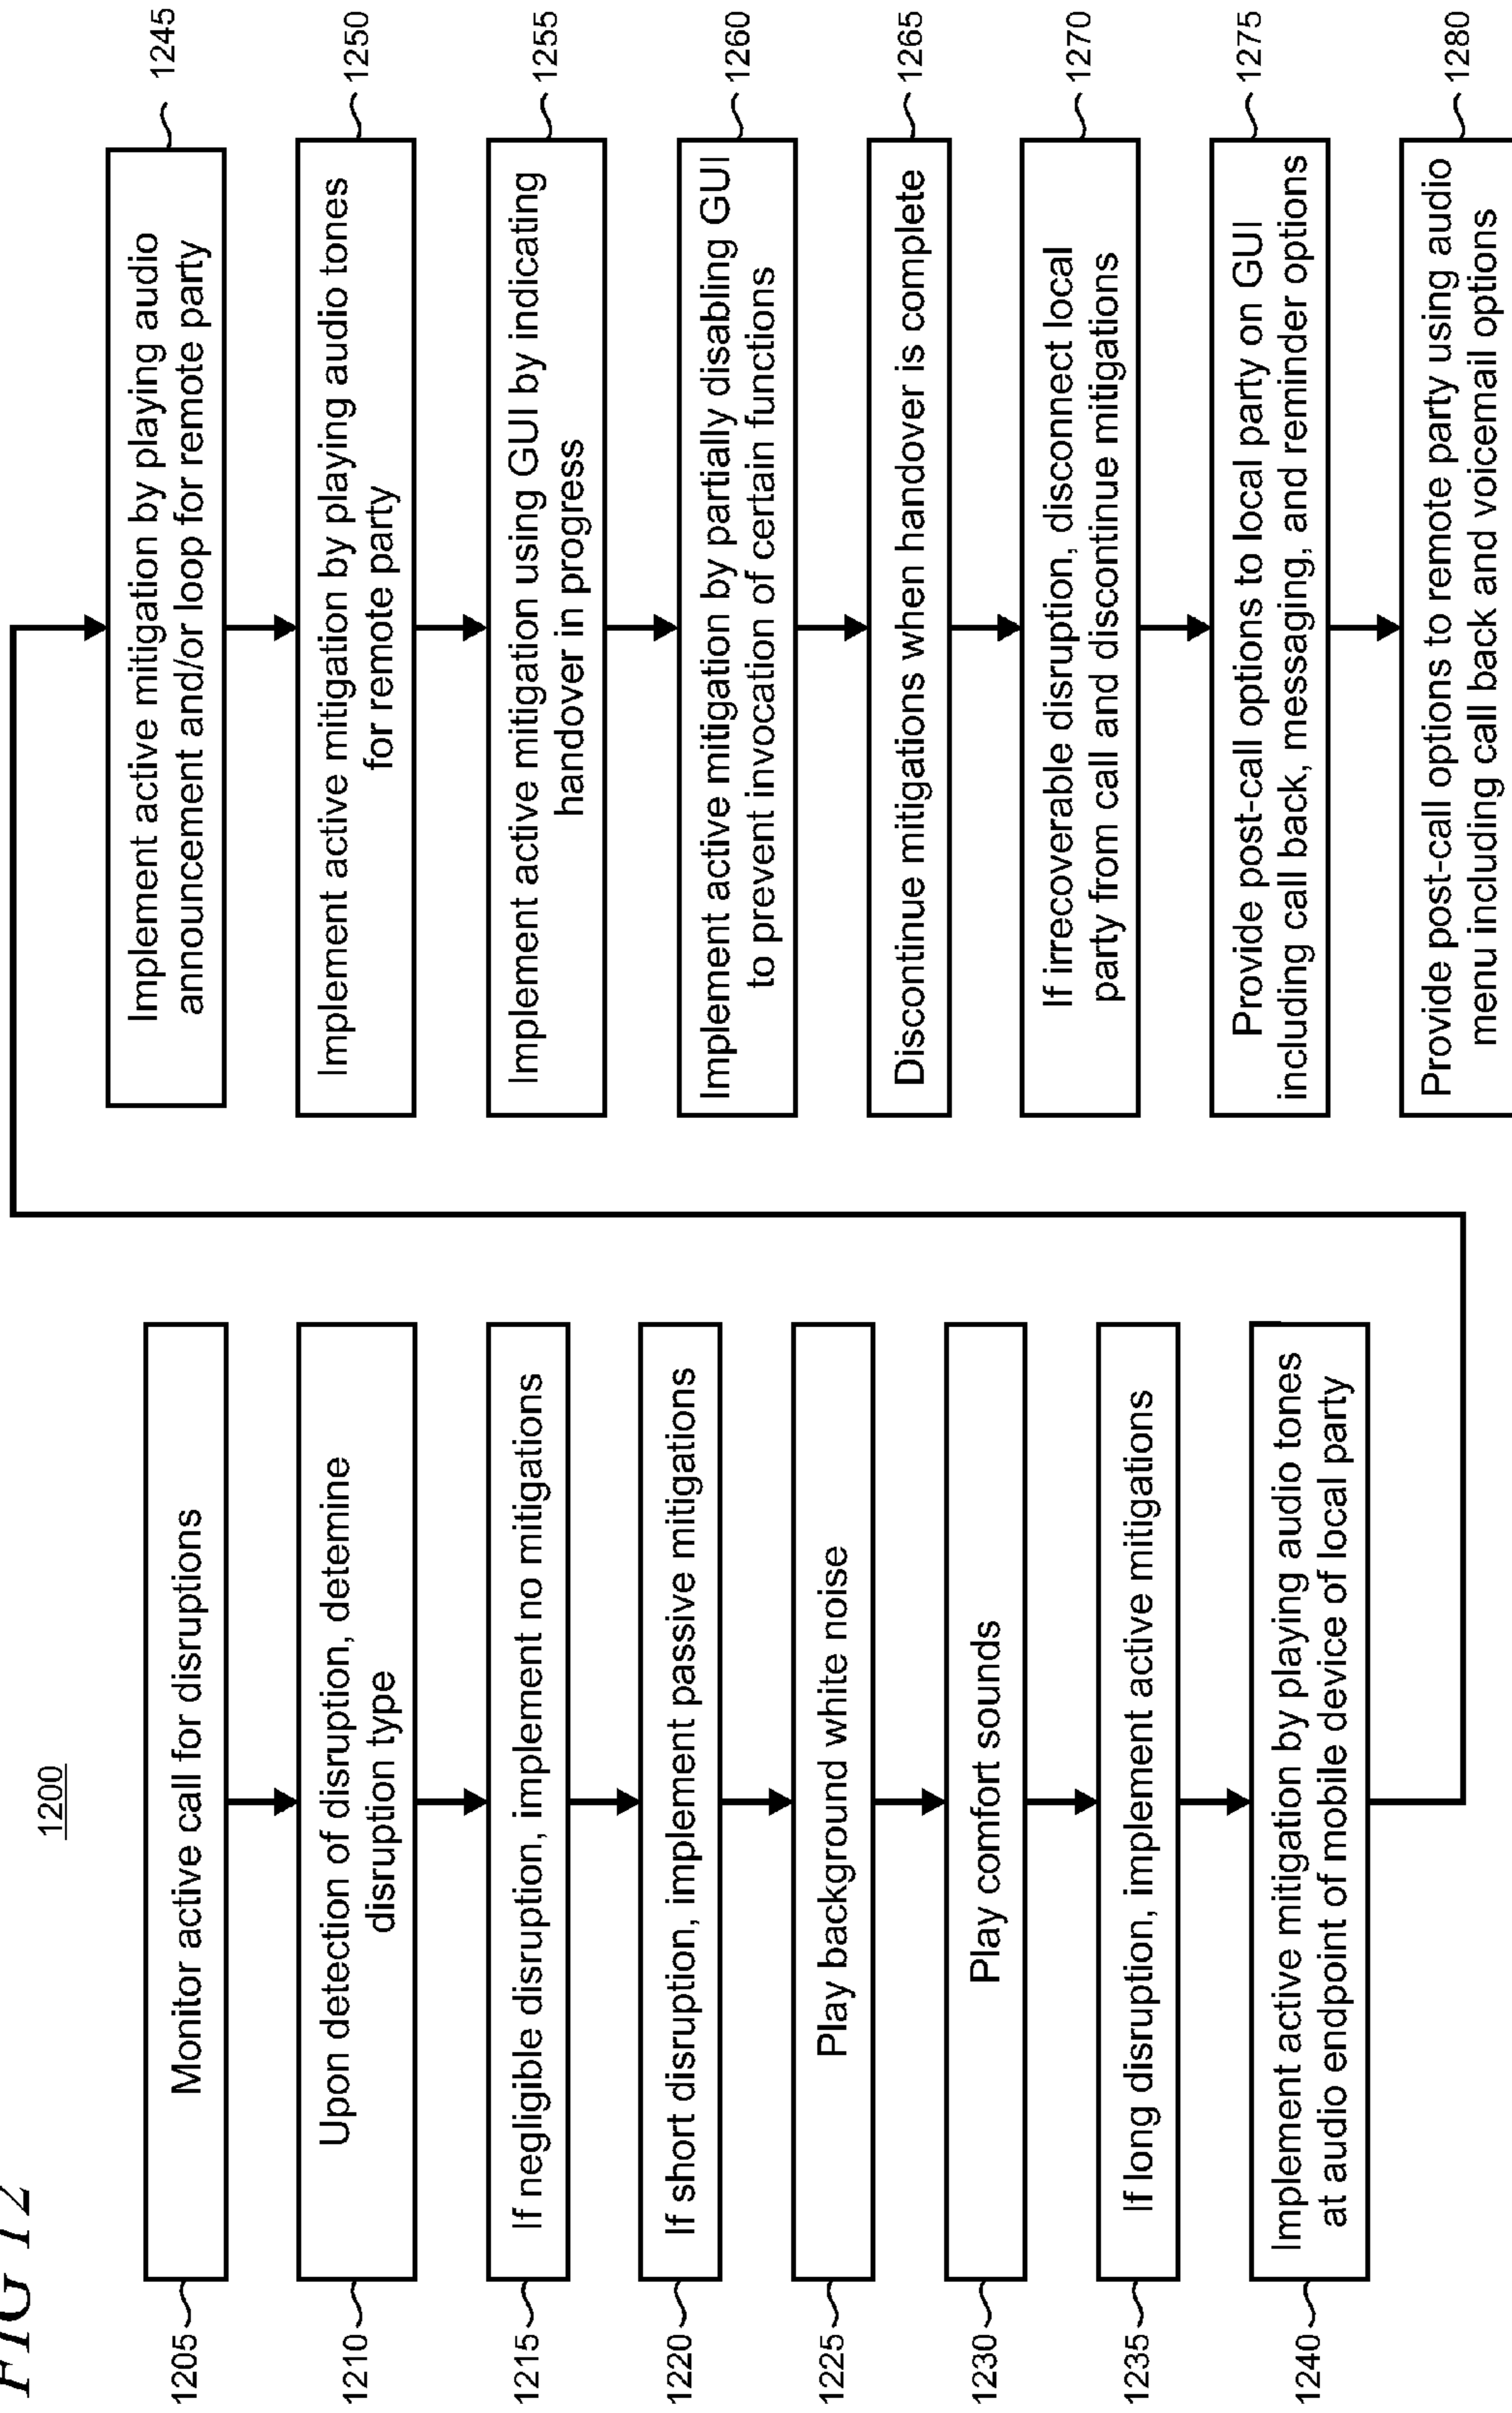 FIG 12
1200
1205
Monitor active call for disruptions
1210
Upon detection of disruption, determine
disruption type
1215
If negligible disruption, implement no mitigations
1220
If short disruption, implement passive mitigations
1225
Play background white noise
1230
Play comfort sounds
1235
If long disruption, implement active mitigations
1240
Implement active mitigation by playing audio tones
at audio endpoint of mobile device of local party
Implement active mitigation by playing audio
announcement and/or loop for remote party
1245
Implement active mitigation by playing audio tones
for remote party
1250
Implement active mitigation using GUI by indicating
handover in progress
1255
Implement active mitigation by partially disabling GUI
to prevent invocation of certain functions
1260
Discontinue mitigations when handover is complete
1265
If irrecoverable disruption, disconnect local
party from call and discontinue mitigations
1270
Provide post-call options to local party on GUI
including call back, messaging, and reminder options
1275
Provide post-call options to remote party using audio
menu including call back and voicemail options
1280